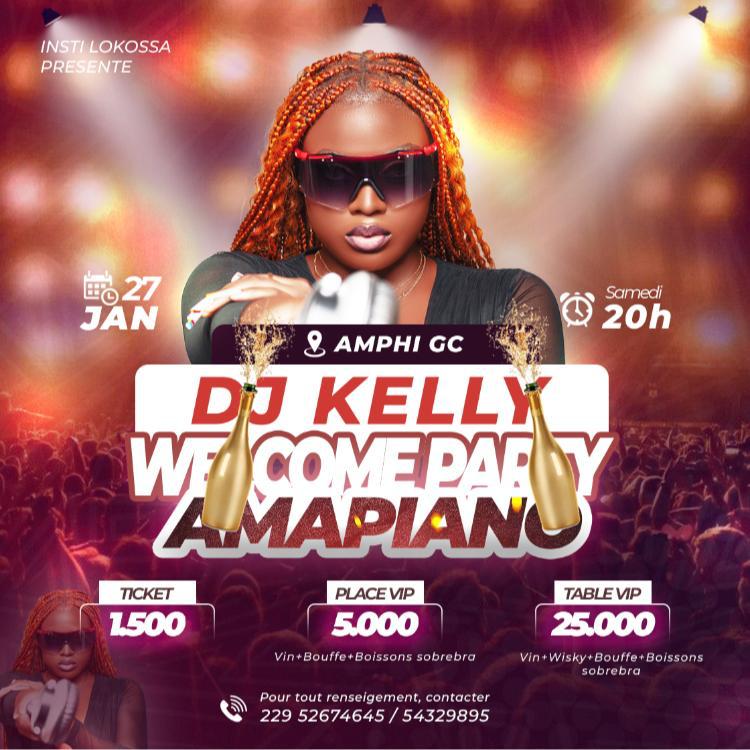 INSTI LOKOSSA
PRESENTE
27
JAN
Samedi
20h
AMPHI GC
DJ KELLY
WELCOME PARTY
AMAPIANO
TICKET
1.500
PLACE VIP
5.000
Vin+Bouffe+Boissons sobrebra
TABLE VIP
25.000
Vin+Wisky+Bouffe+Boissons
sobrebra
Pour tout renseigement, contacter
229 52674645 / 54329895